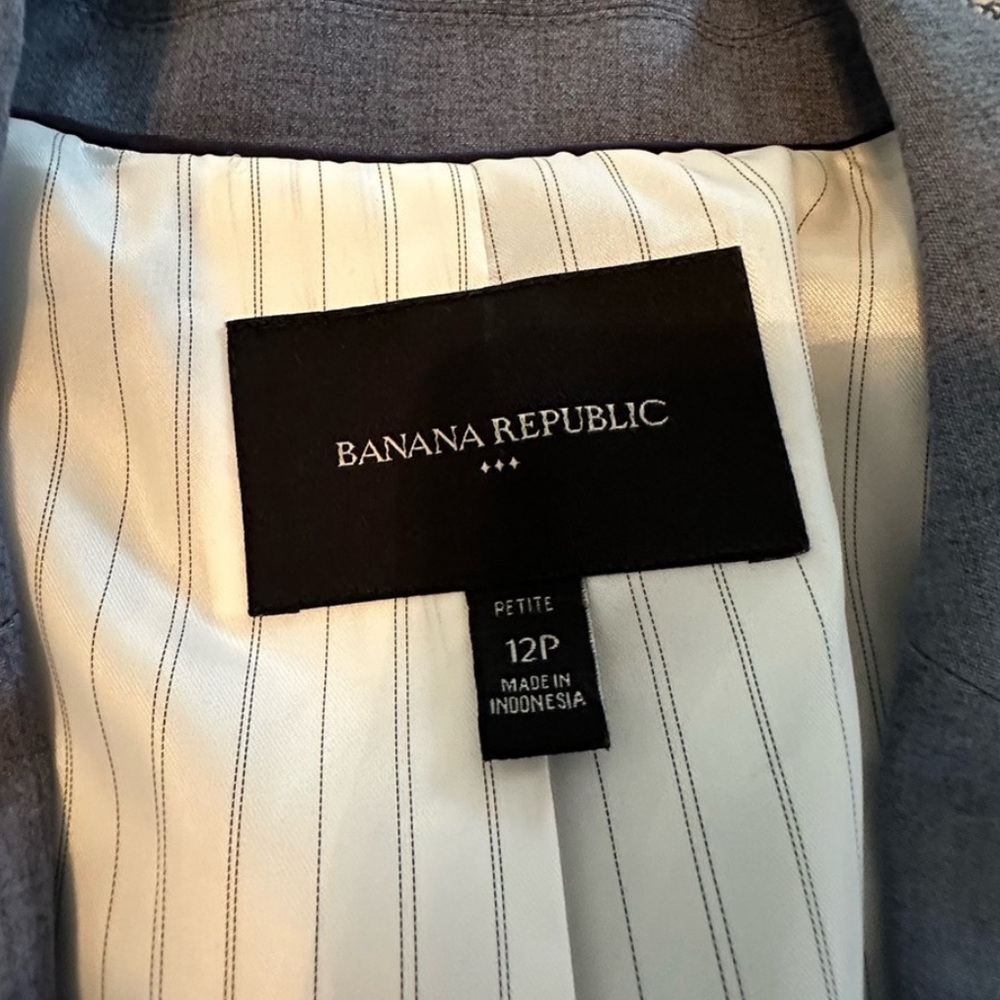 BANANA REPUBLIC
PETITE
12P
MADE IN
INDONESIA